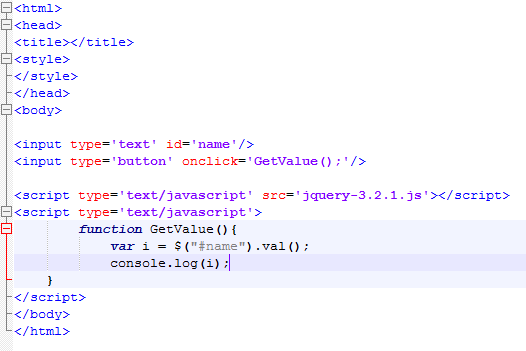 <html>
<head>
<title></title>
<style>
</style>
</head>
<body>
<input type='text' id='name'/>
<input type='button' onclick='GetValue();'/>
<script type='text/javascript' src='jquery-3.2.1.js'></script>
<script type='text/javascript'>
function GetValue(){
var i = $("#name").val();
console.log(i);
}
</script>
</body>
</html>